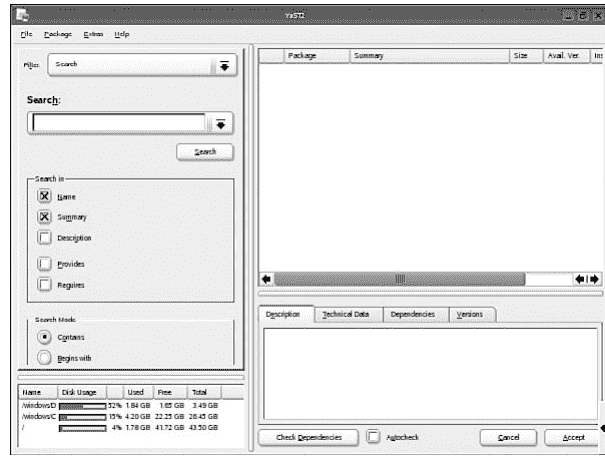 YaST2
File Package Extras Help
Filter: Search
Package Summary Size Avail. Ver. Ins
Search:
Search
Search in
Name
Summary
Description
Provides
Requires
Search Mode
Contains
Begins with
Description Technical Data Dependencies Versions
Name Disk Usage Used Free Total
/windows/D 52% 1.84 GB 1.65 GB 3.49 GB
/windows/C 15% 4.20 GB 22.25 GB 26.45 GB
/ 4% 1.78 GB 41.72 GB 43.50 GB
Check Dependencies Autocheck Cancel Accept